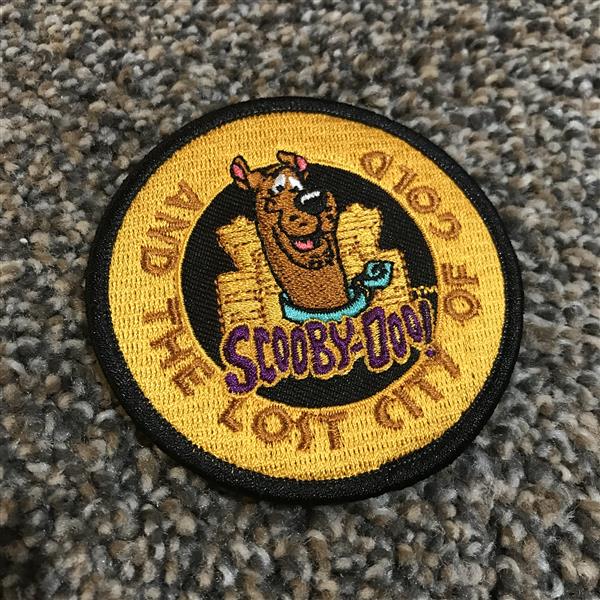 SCOOBY-DOO!
AND THE LOST CITY OF GOLD